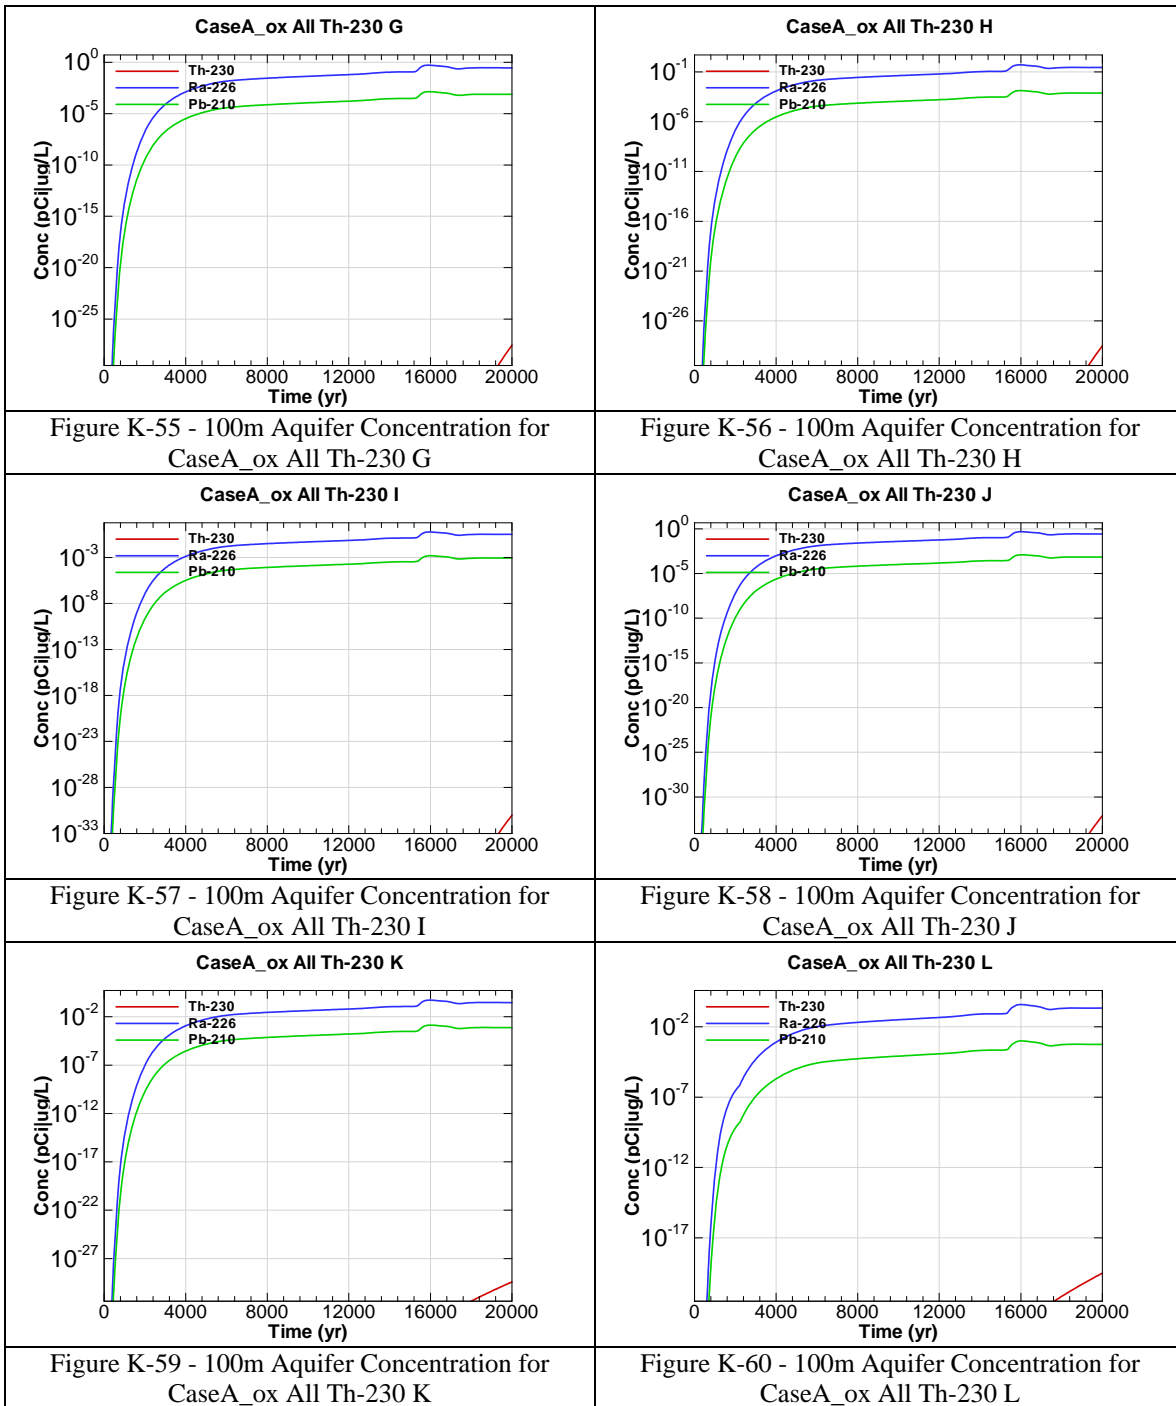 CaseA_ox All Th-230 G
10^0
10^-5
10^-10
10^-15
10^-20
10^-25
Conc (pCi|ug/L)
Th-230
Ra-226
Pb-210
0 4000 8000 12000 16000 20000
Time (yr)
Figure K-55 - 100m Aquifer Concentration for
CaseA_ox All Th-230 G
CaseA_ox All Th-230 H
10^-1
10^-6
10^-11
10^-16
10^-21
10^-26
Conc (pCi|ug/L)
Th-230
Ra-226
Pb-210
0 4000 8000 12000 16000 20000
Time (yr)
Figure K-56 - 100m Aquifer Concentration for
CaseA_ox All Th-230 H
CaseA_ox All Th-230 I
10^-3
10^-8
10^-13
10^-18
10^-23
10^-28
10^-33
Conc (pCi|ug/L)
Th-230
Ra-226
Pb-210
0 4000 8000 12000 16000 20000
Time (yr)
Figure K-57 - 100m Aquifer Concentration for
CaseA_ox All Th-230 I
CaseA_ox All Th-230 J
10^0
10^-5
10^-10
10^-15
10^-20
10^-25
10^-30
Conc (pCi|ug/L)
Th-230
Ra-226
Pb-210
0 4000 8000 12000 16000 20000
Time (yr)
Figure K-58 - 100m Aquifer Concentration for
CaseA_ox All Th-230 J
CaseA_ox All Th-230 K
10^-2
10^-7
10^-12
10^-17
10^-22
10^-27
Conc (pCi|ug/L)
Th-230
Ra-226
Pb-210
0 4000 8000 12000 16000 20000
Time (yr)
Figure K-59 - 100m Aquifer Concentration for
CaseA_ox All Th-230 K
CaseA_ox All Th-230 L
10^-2
10^-7
10^-12
10^-17
Conc (pCi|ug/L)
Th-230
Ra-226
Pb-210
0 4000 8000 12000 16000 20000
Time (yr)
Figure K-60 - 100m Aquifer Concentration for
CaseA_ox All Th-230 L